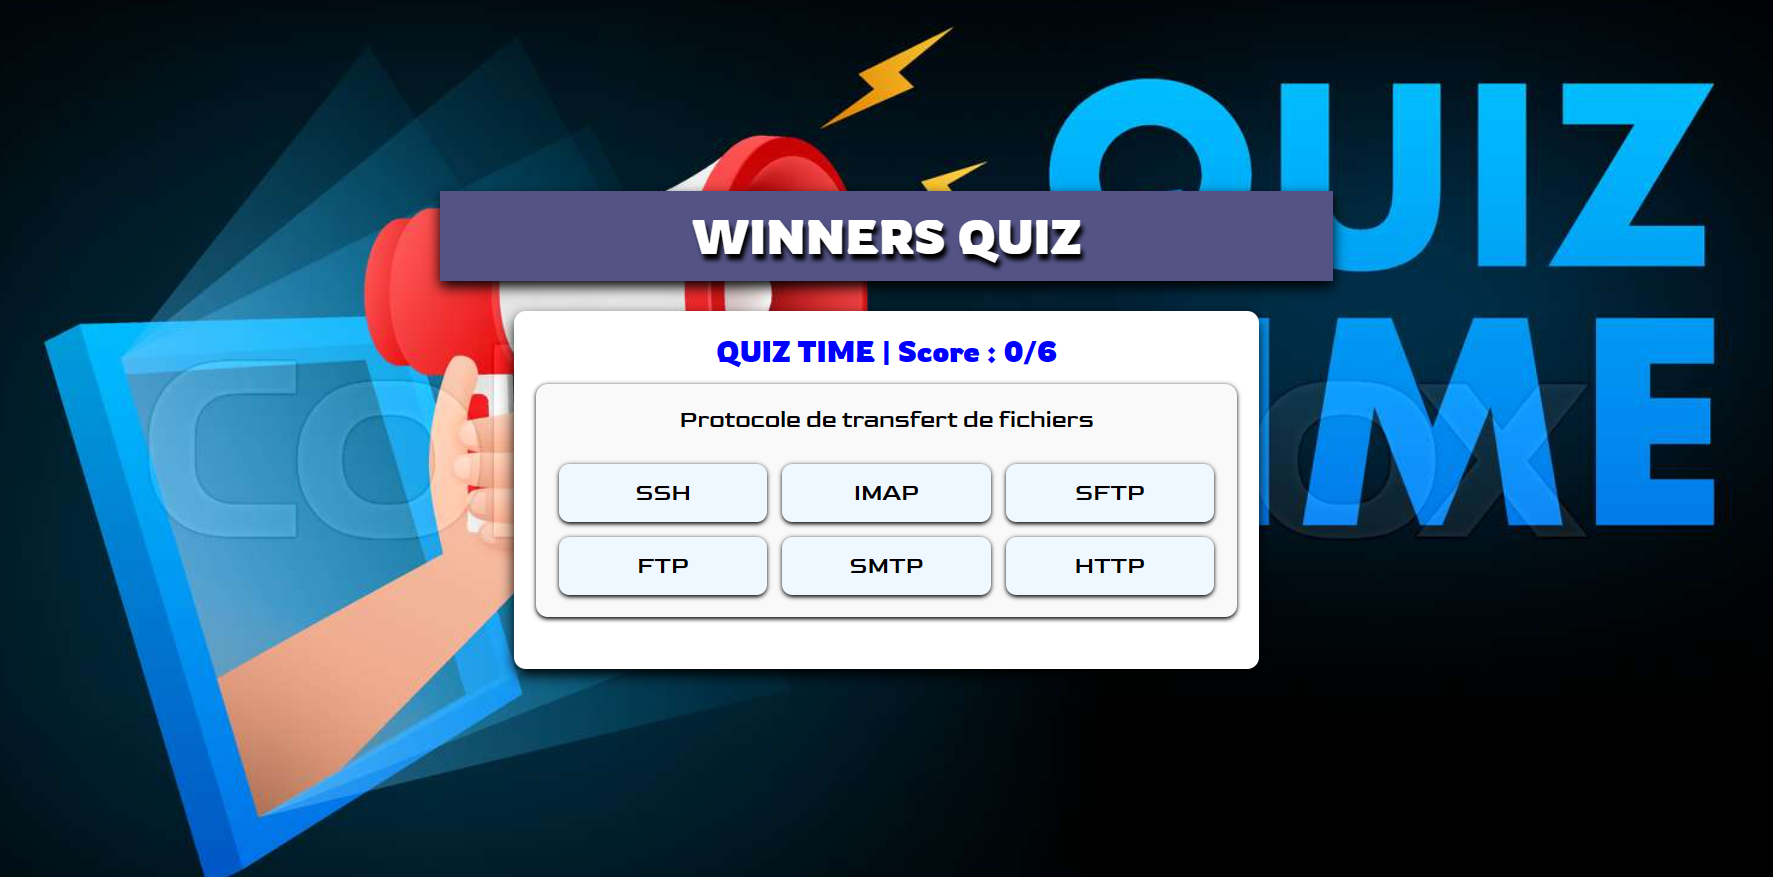 QUIZ
TIME
WINNERS QUIZ
QUIZ TIME | Score : 0/6
Protocole de transfert de fichiers
SSH
IMAP
SFTP
FTP
SMTP
HTTP